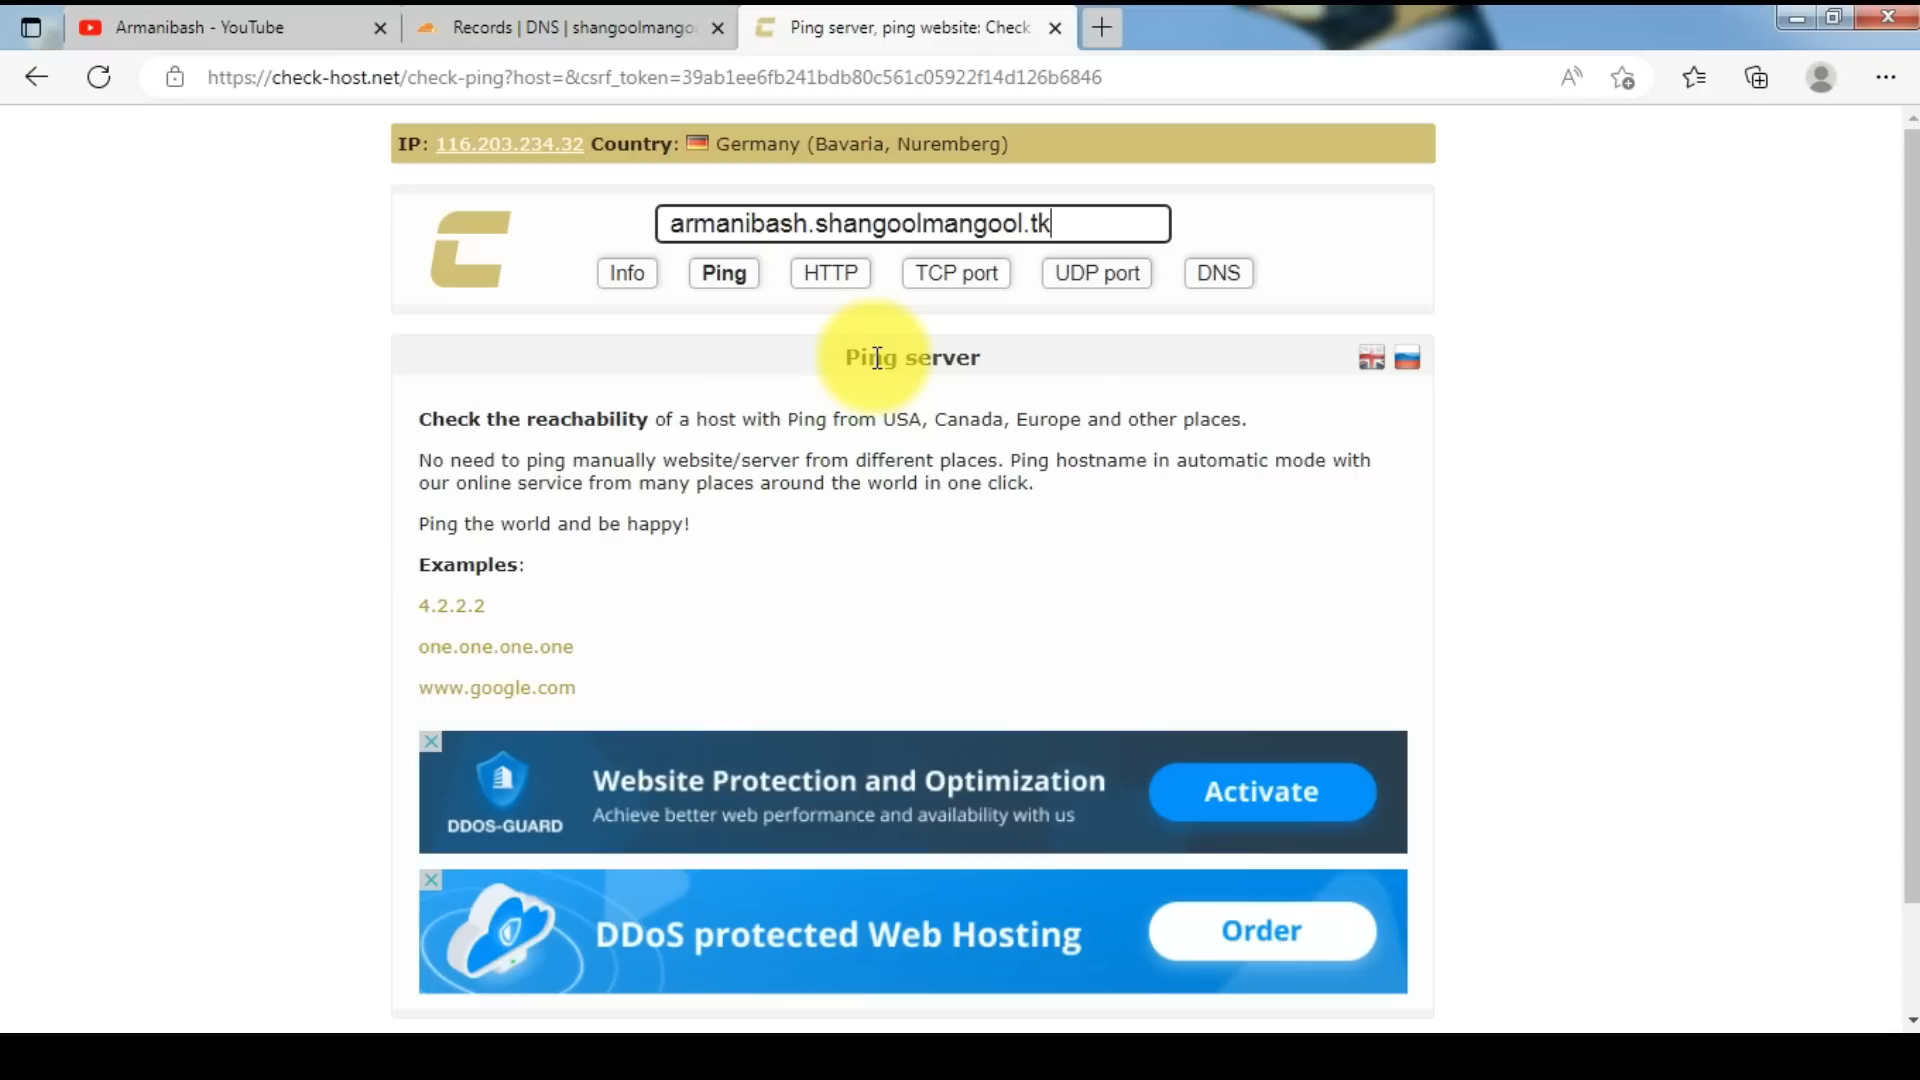 Armanibash - YouTube
Records | DNS | shangoolmangoo
Ping server, ping website: Check
https://check-host.net/check-ping?host=&csrf_token=39ab1ee6fb241bdb80c561c05922f14d126b6846
IP: 116.203.234.32 Country: Germany (Bavaria, Nuremberg)
armanibash.shangoolmangool.tk
Info Ping HTTP TCP port UDP port DNS
Ping server
Check the reachability of a host with Ping from USA, Canada, Europe and other places.
No need to ping manually website/server from different places. Ping hostname in automatic mode with
our online service from many places around the world in one click.
Ping the world and be happy!
Examples:
4.2.2.2
one.one.one.one
www.google.com
Website Protection and Optimization
Achieve better web performance and availability with us
DDOS-GUARD
Activate
DDoS protected Web Hosting
Order